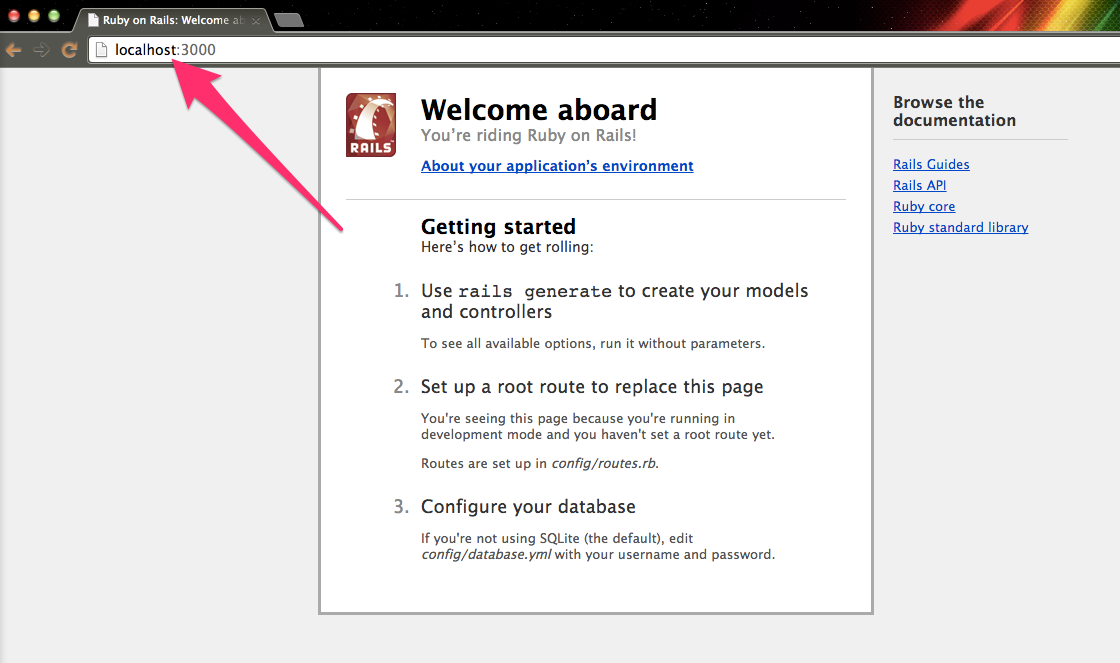 Ruby on Rails: Welcome ab
localhost:3000
RAILS
Welcome aboard
You're riding Ruby on Rails!
About your application's environment
Getting started
Here's how to get rolling:
1. Use rails generate to create your models
and controllers
To see all available options, run it without parameters.
2. Set up a root route to replace this page
You're seeing this page because you're running in
development mode and you haven't set a root route yet.
Routes are set up in config/routes.rb.
3. Configure your database
If you're not using SQLite (the default), edit
config/database.yml with your username and password.
Browse the
documentation
Rails Guides
Rails API
Ruby core
Ruby standard library